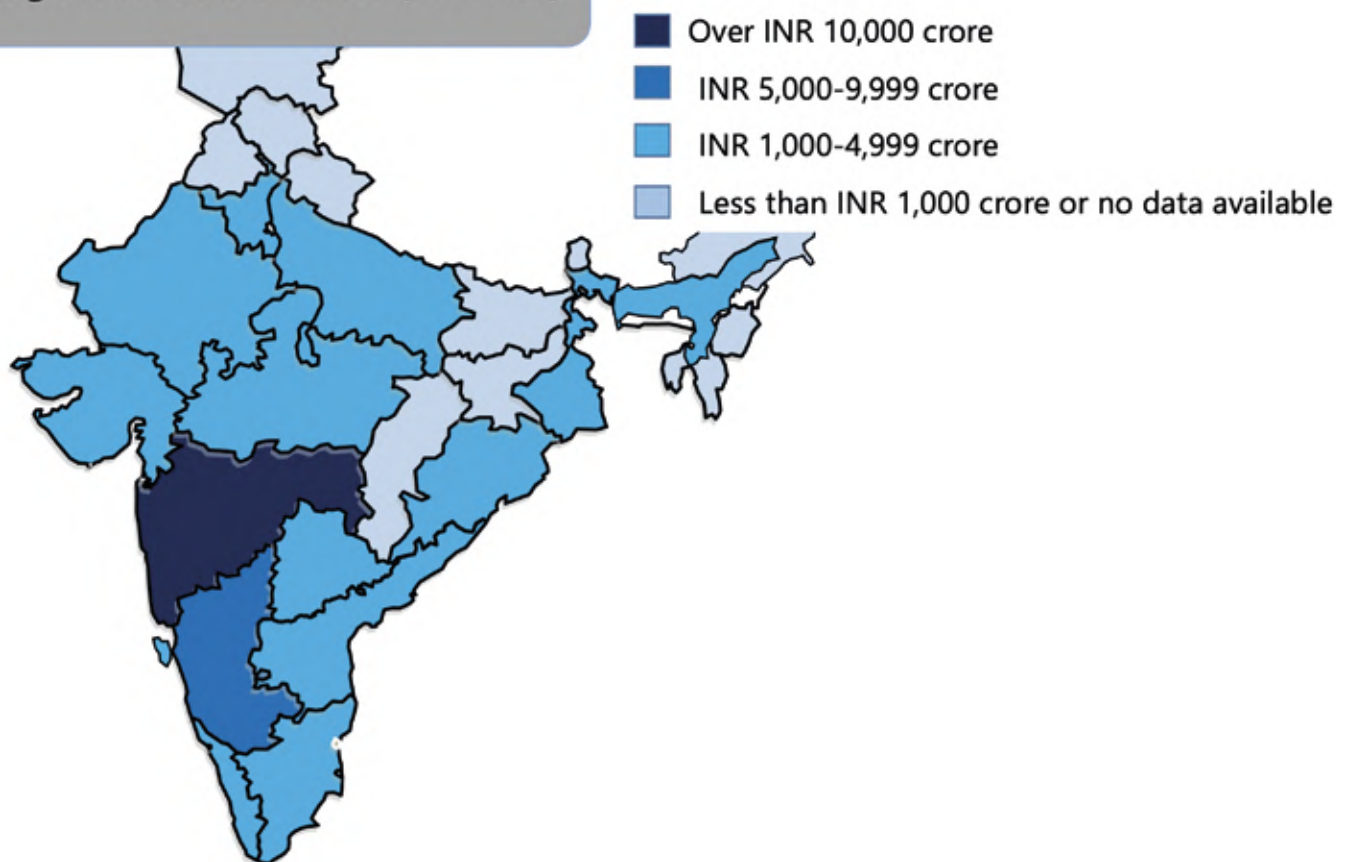 Over INR 10,000 crore
INR 5,000-9,999 crore
INR 1,000-4,999 crore
Less than INR 1,000 crore or no data available